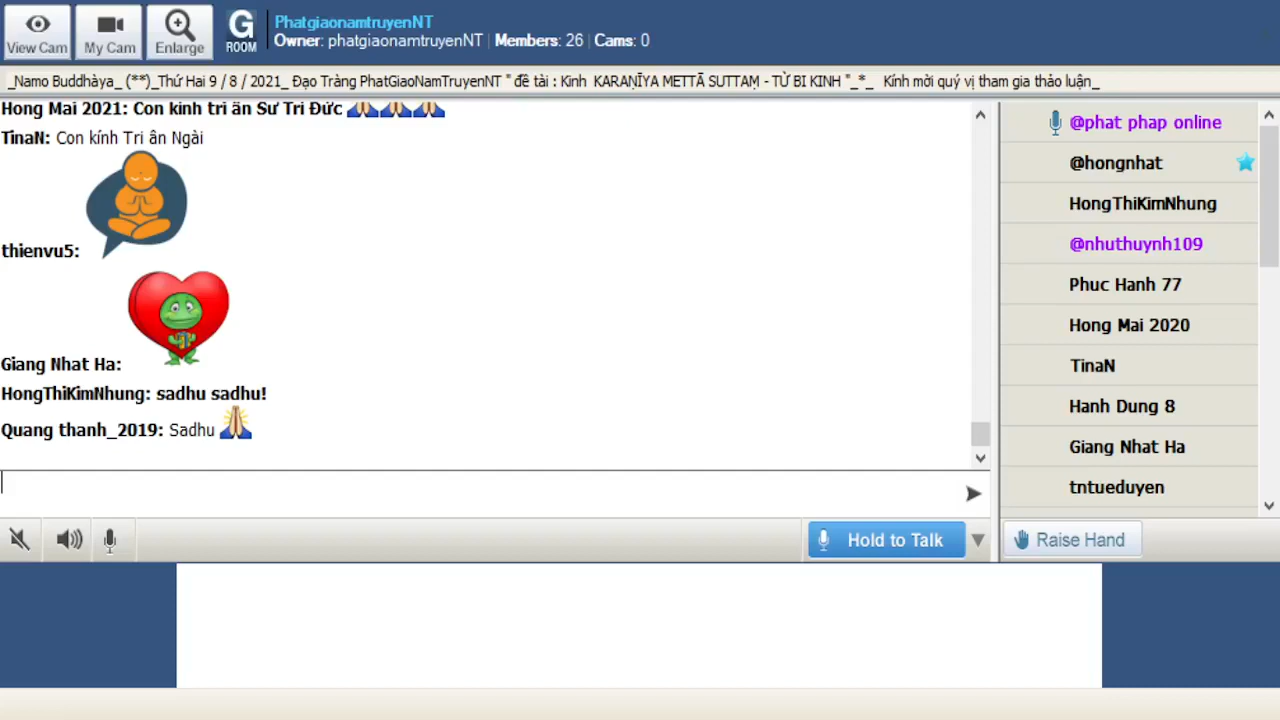 View Cam
My Cam
Enlarge
G
ROOM
PhatgiaonamtruyenNT
Owner: phatgiaonamtruyenNT | Members: 26 | Cams: 0
_Namo Buddhàya_ (**)_Thứ Hai 9 / 8 / 2021_ Đạo Tràng PhatGiaoNamTruyenNT " đề tài : Kinh KARAṆĪYA METTĀ SUTTAṂ - TỪ BI KINH "_*_ Kính mời quý vị tham gia thảo luận_
Hong Mai 2021: Con kính tri ân Sư Tri Đức
TinaN: Con kính Tri ân Ngài
thienvu5:
Giang Nhat Ha:
HongThiKimNhung: sadhu sadhu!
Quang thanh_2019: Sadhu
@phat phap online
@hongnhat
HongThiKimNhung
@nhuthuynh109
Phuc Hanh 77
Hong Mai 2020
TinaN
Hanh Dung 8
Giang Nhat Ha
tntueduyen
Hold to Talk
Raise Hand